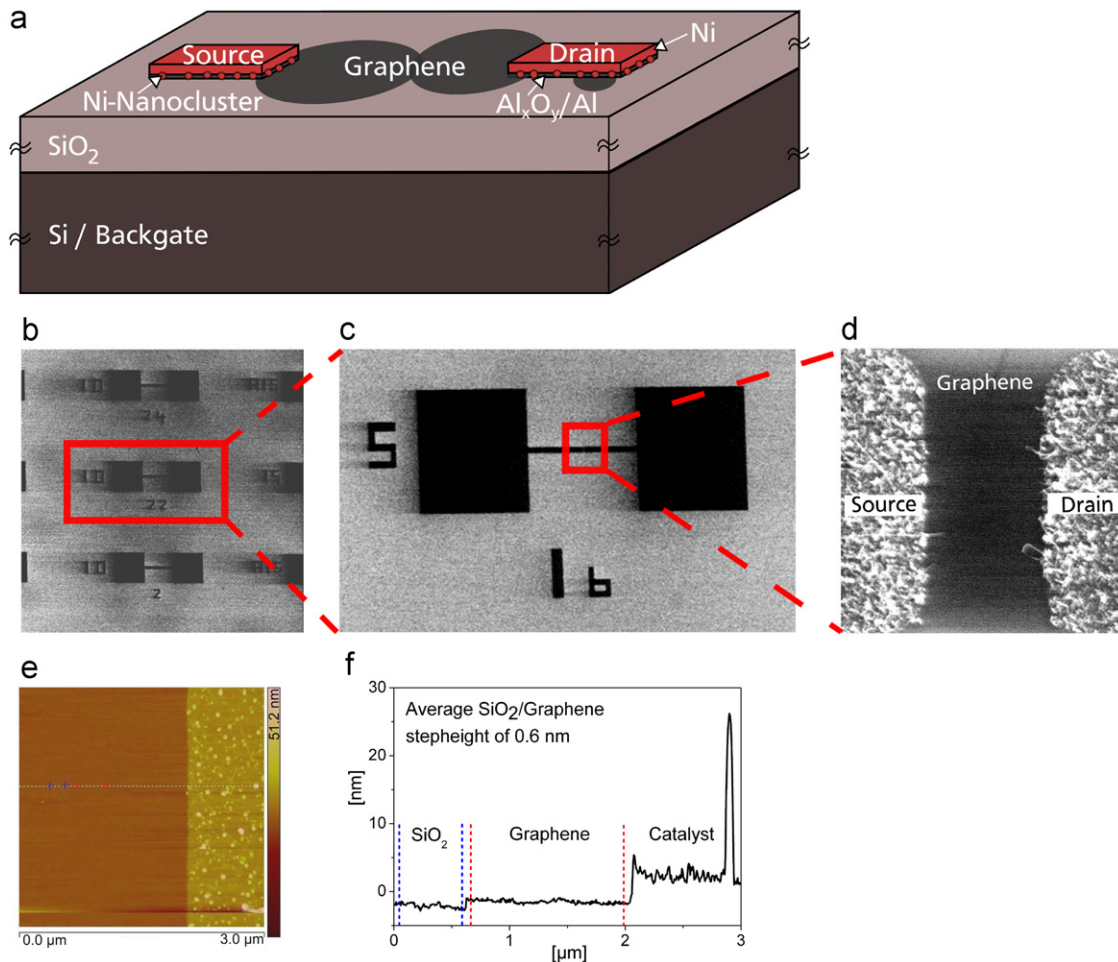 a
Source
Graphene
Drain
Ni
Ni-Nanocluster
AlxOy/Al
SiO2
Si / Backgate
b
24
22
2
c
5
16
d
Graphene
Source
Drain
e
51.2 nm
0.0 µm
3.0 µm
f
30
20
10
0
[nm]
Average SiO2/Graphene
stepheight of 0.6 nm
SiO2
Graphene
Catalyst
0
1
2
3
[µm]